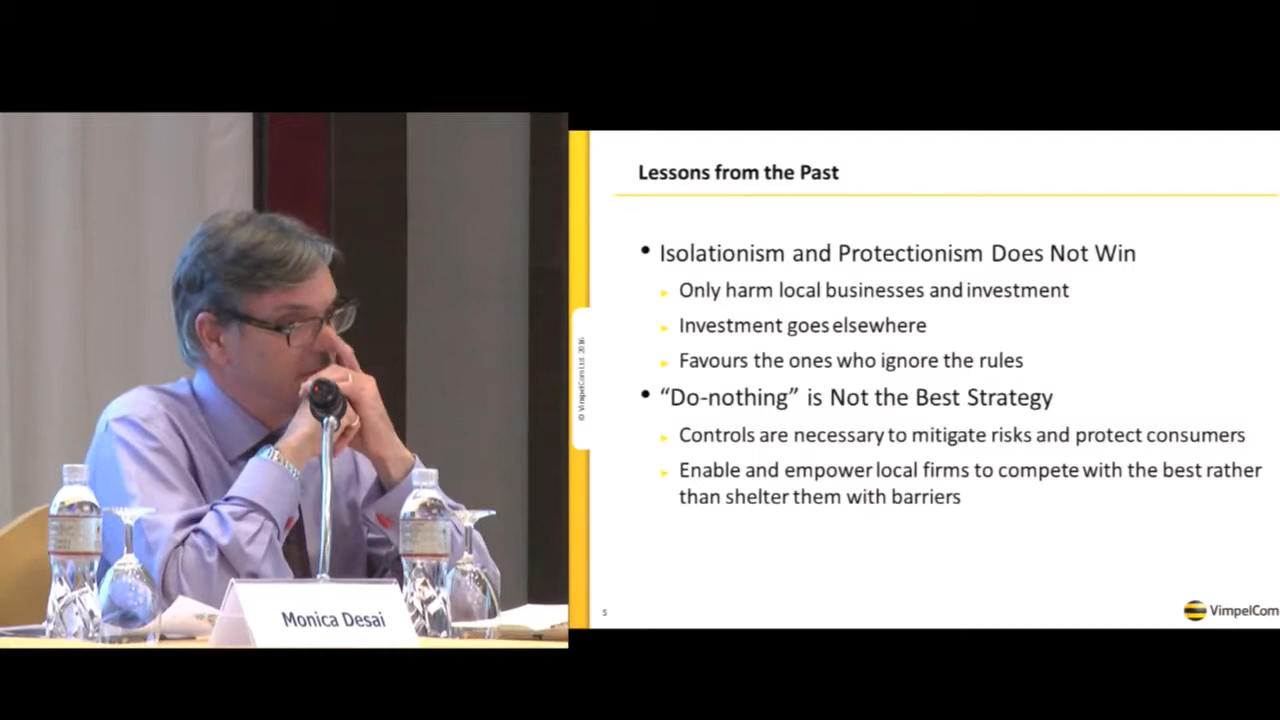 Lessons from the Past
• Isolationism and Protectionism Does Not Win
Only harm local businesses and investment
Investment goes elsewhere
Favours the ones who ignore the rules
• “Do-nothing” is Not the Best Strategy
Controls are necessary to mitigate risks and protect consumers
Enable and empower local firms to compete with the best rather
than shelter them with barriers
© VimpelCom Ltd 2016
5
VimpelCom
Monica Desai